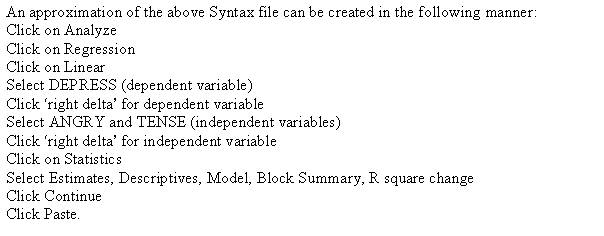 An approximation of the above Syntax file can be created in the following manner:
Click on Analyze
Click on Regression
Click on Linear
Select DEPRESS (dependent variable)
Click ‘right delta’ for dependent variable
Select ANGRY and TENSE (independent variables)
Click ‘right delta’ for independent variable
Click on Statistics
Select Estimates, Descriptives, Model, Block Summary, R square change
Click Continue
Click Paste.